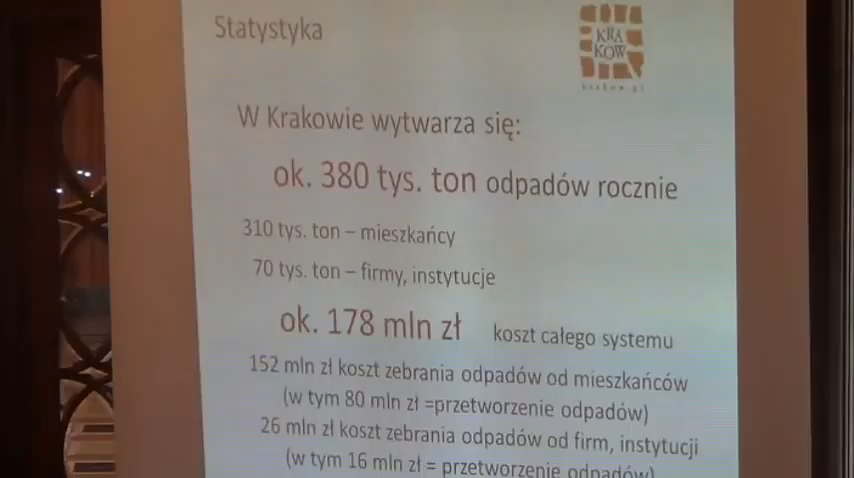 Statystyka
KRA
KOW
krakow.pl
W Krakowie wytwarza się:
ok. 380 tys. ton odpadów rocznie
310 tys. ton – mieszkańcy
70 tys. ton – firmy, instytucje
ok. 178 mln zł koszt całego systemu
152 mln zł koszt zebrania odpadów od mieszkańców
(w tym 80 mln zł =przetworzenie odpadów)
26 mln zł koszt zebrania odpadów od firm, instytucji
(w tym 16 mln zł = przetworzenie odpadów)